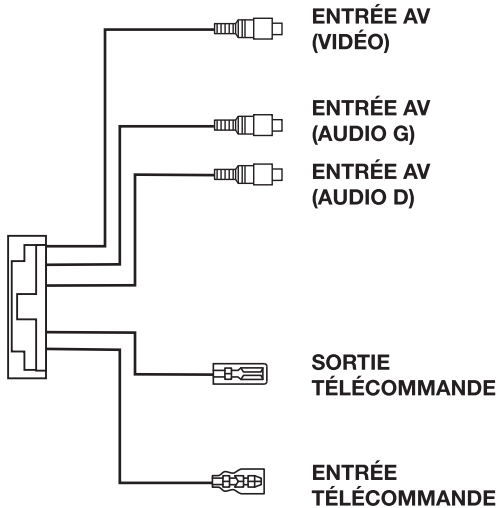 ENTRÉE AV
(VIDÉO)
ENTRÉE AV
(AUDIO G)
ENTRÉE AV
(AUDIO D)
SORTIE
TÉLÉCOMMANDE
ENTRÉE
TÉLÉCOMMANDE